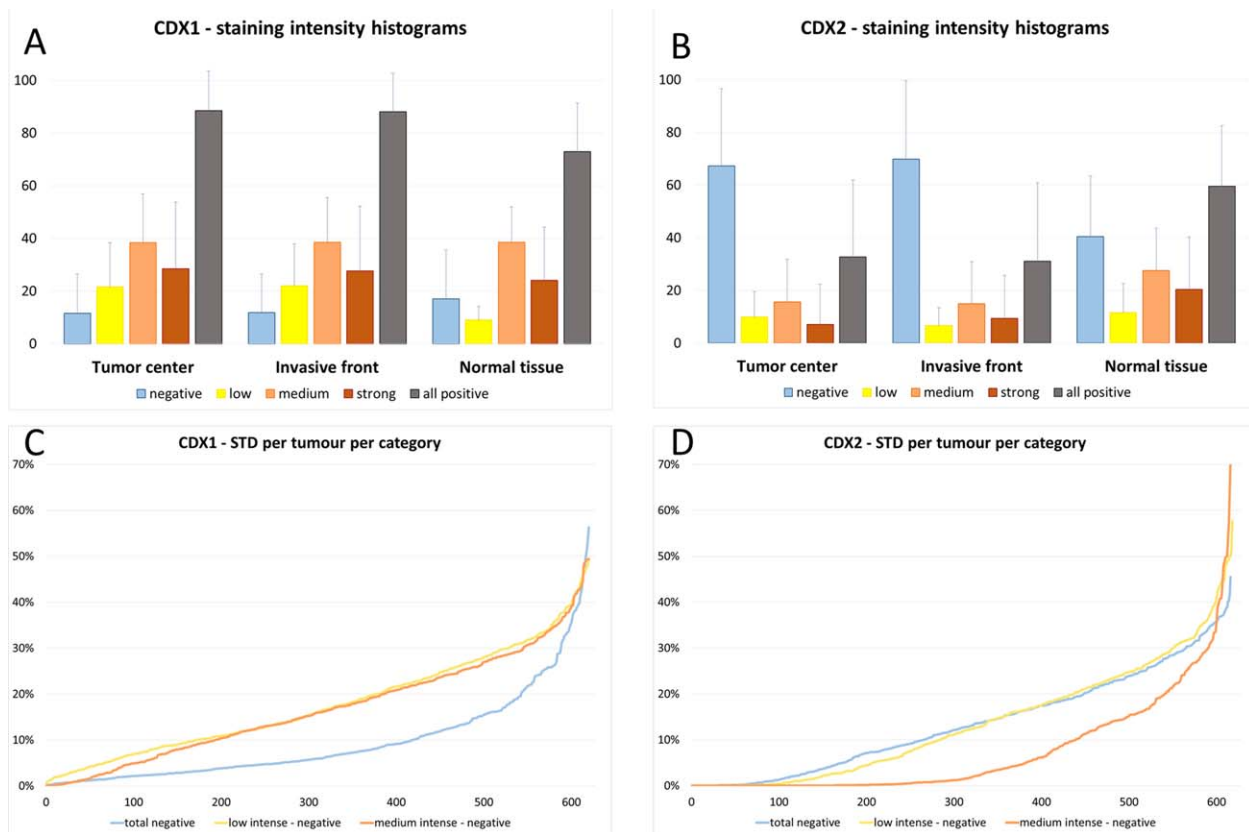 A
CDX1 - staining intensity histograms
100
80
60
40
20
0
Tumor center Invasive front Normal tissue
negative low medium strong all positive
B
CDX2 - staining intensity histograms
100
80
60
40
20
0
Tumor center Invasive front Normal tissue
negative low medium strong all positive
C
CDX1 - STD per tumour per category
70%
60%
50%
40%
30%
20%
10%
0%
0 100 200 300 400 500 600
total negative low intense - negative medium intense - negative
D
CDX2 - STD per tumour per category
70%
60%
50%
40%
30%
20%
10%
0%
0 100 200 300 400 500 600
total negative low intense - negative medium intense - negative